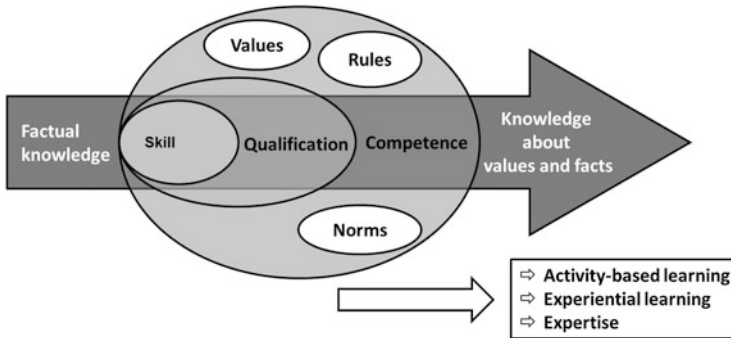 Values
Rules
Factual
knowledge
Skill
Qualification
Competence
Knowledge
about
values and facts
Norms
⇨ Activity-based learning
⇨ Experiential learning
⇨ Expertise